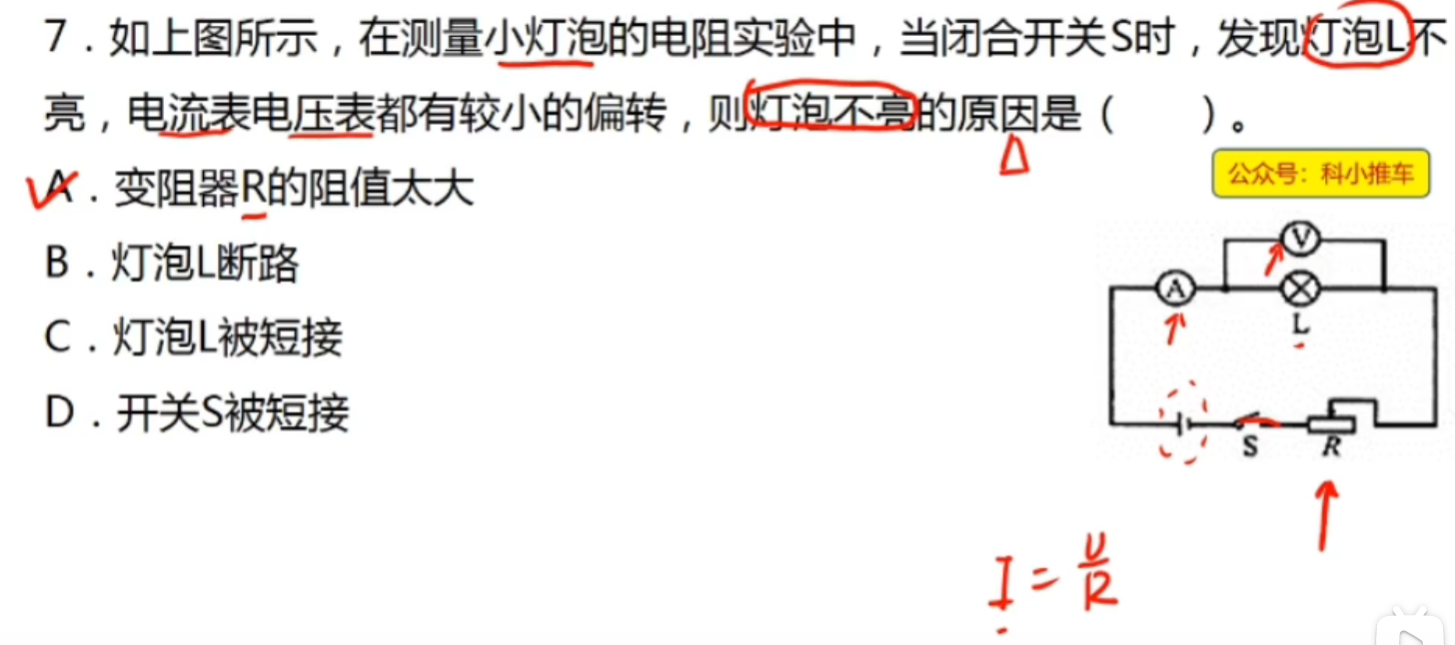 7．如上图所示，在测量小灯泡的电阻实验中，当闭合开关S时，发现灯泡L不
亮，电流表电压表都有较小的偏转，则灯泡不亮的原因是（　　）。
A．变阻器R的阻值太大
公众号：科小推车
B．灯泡L断路
C．灯泡L被短接
D．开关S被短接
V
A
L
S
R
I = U/R